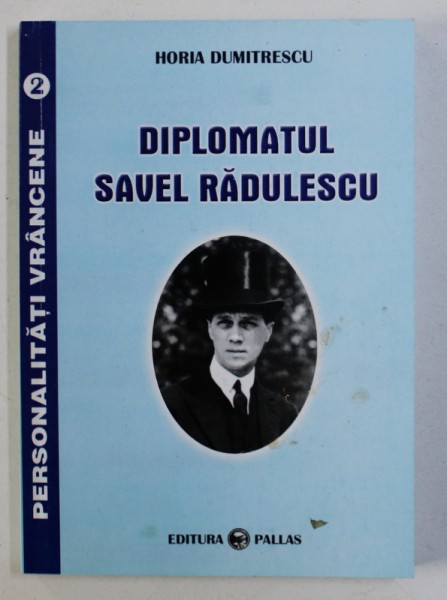 HORIA DUMITRESCU
DIPLOMATUL
SAVEL RĂDULESCU
PERSONALITĂȚI VRÂNCENE 2
EDITURA PALLAS